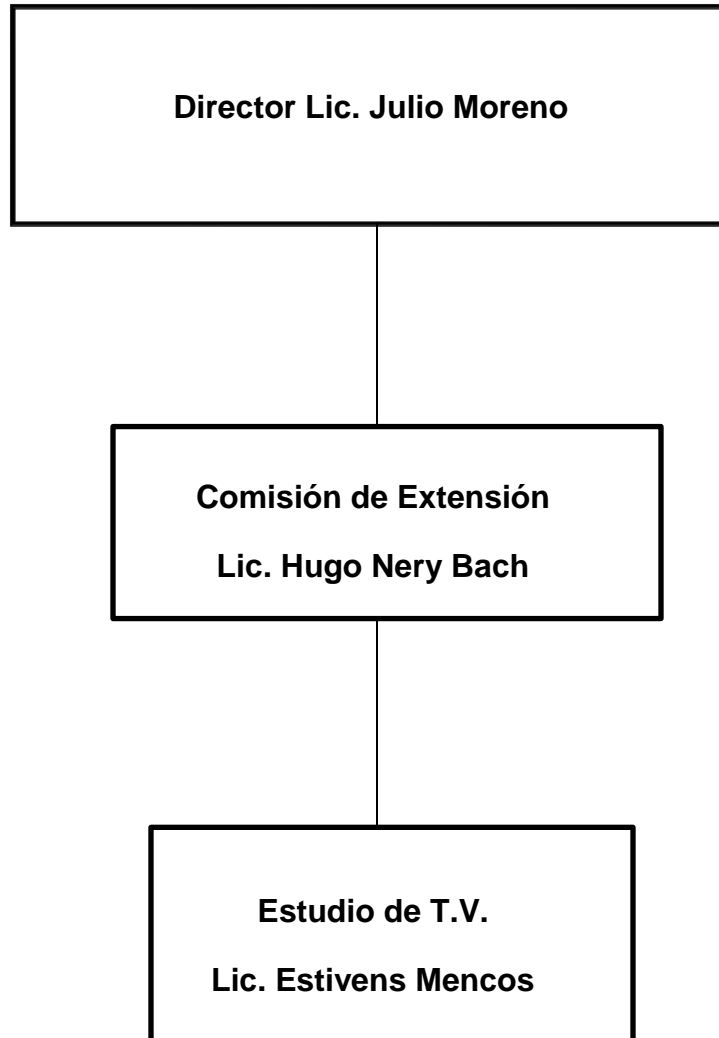 Director Lic. Julio Moreno
Comisión de Extensión
Lic. Hugo Nery Bach
Estudio de T.V.
Lic. Estivens Mencos